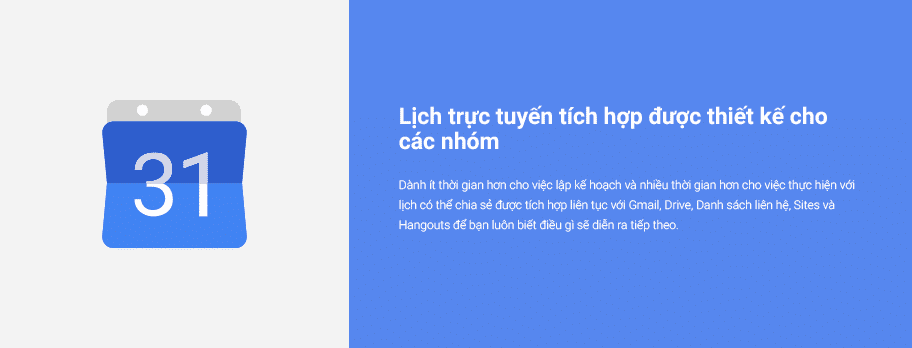 31
Lịch trực tuyến tích hợp được thiết kế cho
các nhóm
Dành ít thời gian hơn cho việc lập kế hoạch và nhiều thời gian hơn cho việc thực hiện với
lịch có thể chia sẻ được tích hợp liên tục với Gmail, Drive, Danh sách liên hệ, Sites và
Hangouts để bạn luôn biết điều gì sẽ diễn ra tiếp theo.